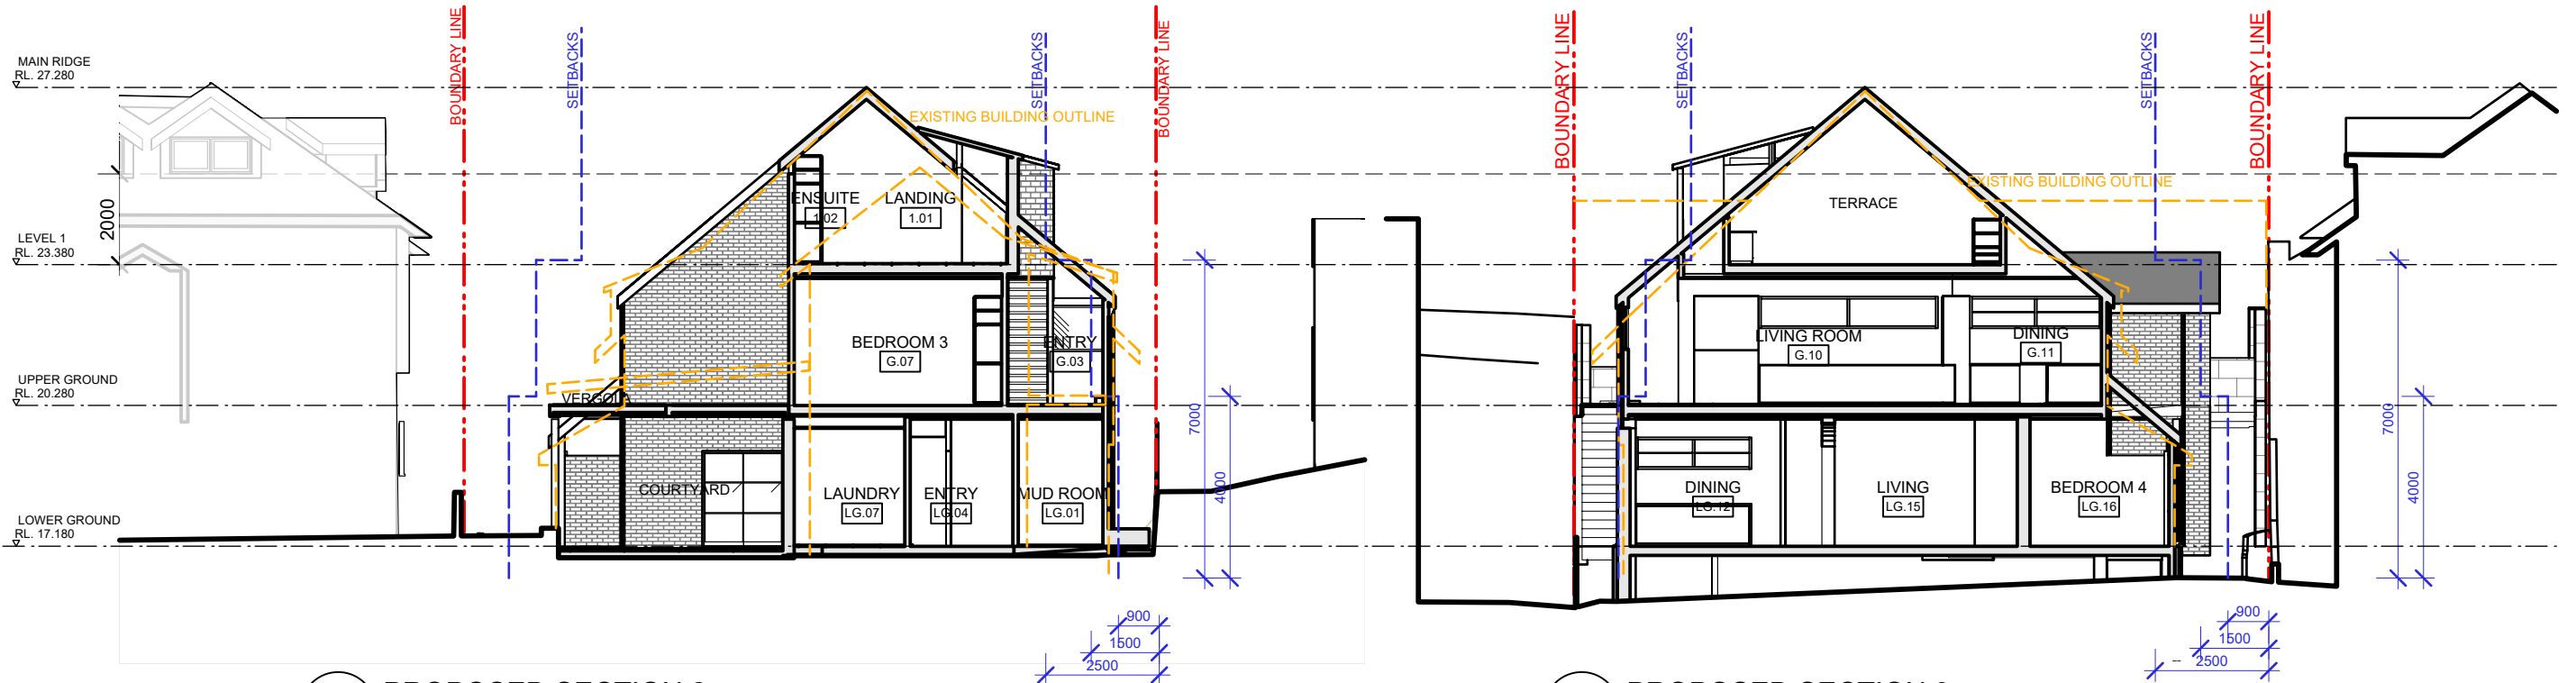 MAIN RIDGE
RL. 27.280
LEVEL 1
RL. 23.380
UPPER GROUND
RL. 20.280
LOWER GROUND
RL. 17.180
2000
BOUNDARY LINE
SETBACKS
SETBACKS
BOUNDARY LINE
EXISTING BUILDING OUTLINE
ENSUITE
1.02
LANDING
1.01
BEDROOM 3
G.07
ENTRY
G.03
VERGOLA
COURTYARD
LAUNDRY
LG.07
ENTRY
LG.04
MUD ROOM
LG.01
7000
4000
900
1500
2500
BOUNDARY LINE
SETBACKS
SETBACKS
BOUNDARY LINE
EXISTING BUILDING OUTLINE
TERRACE
LIVING ROOM
G.10
DINING
G.11
DINING
LG.12
LIVING
LG.15
BEDROOM 4
LG.16
7000
4000
900
1500
2500